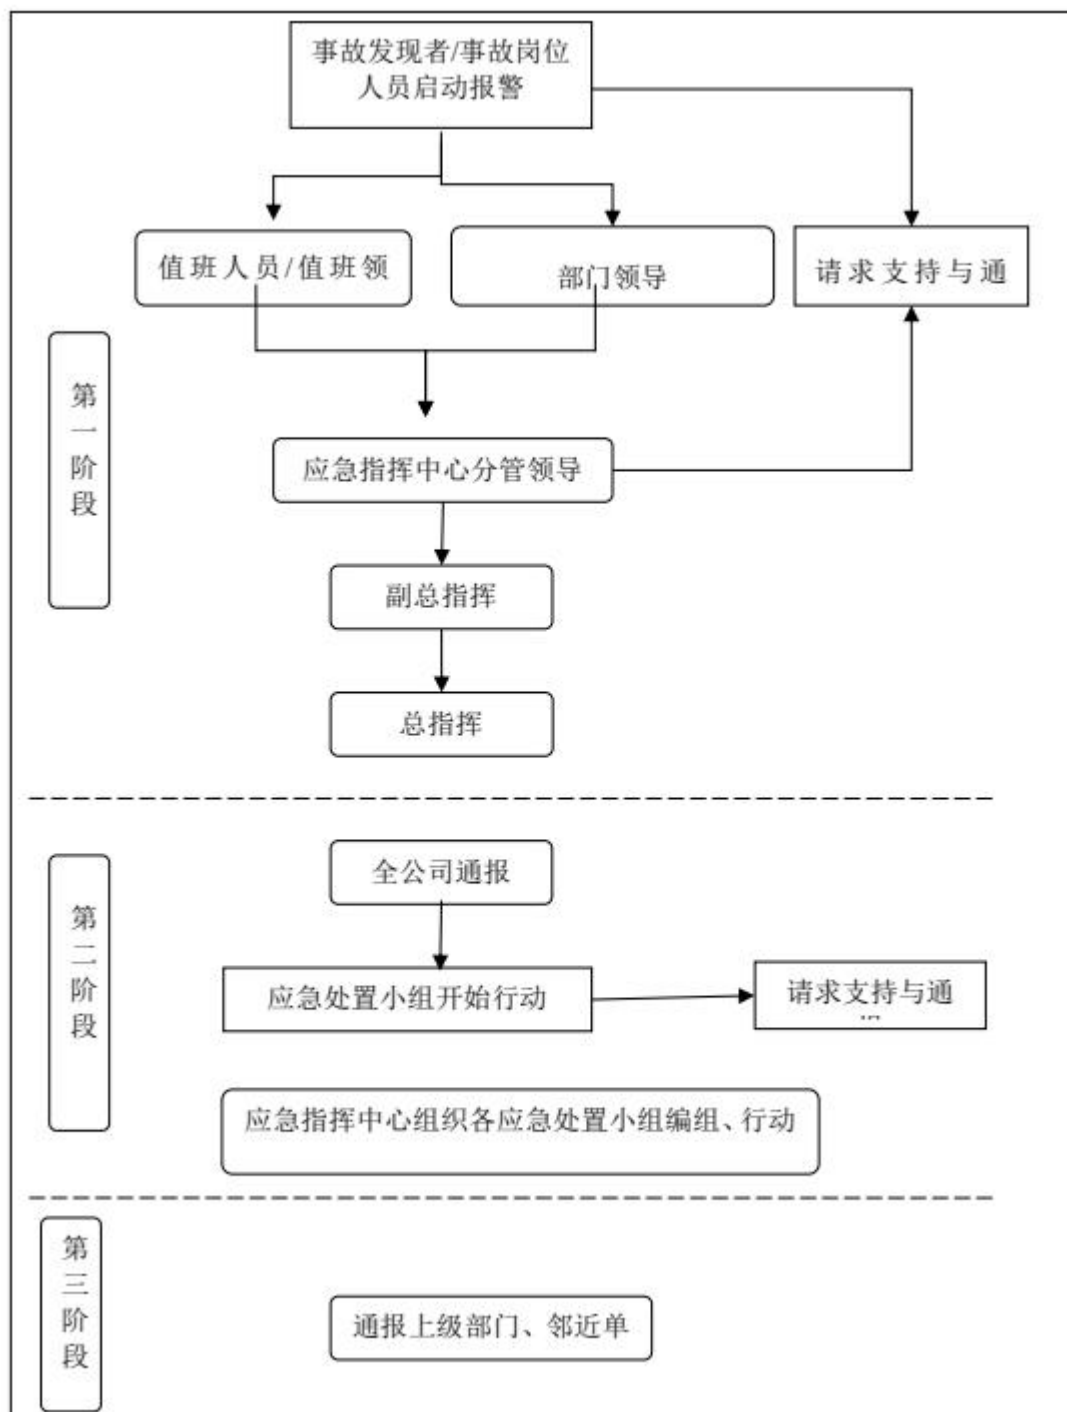 事故发现者/事故岗位
人员启动报警
值班人员/值班领
部门领导
请求支持与通
第一阶段
应急指挥中心分管领导
副总指挥
总指挥
第二阶段
全公司通报
应急处置小组开始行动
请求支持与通
应急指挥中心组织各应急处置小组编组、行动
第三阶段
通报上级部门、邻近单